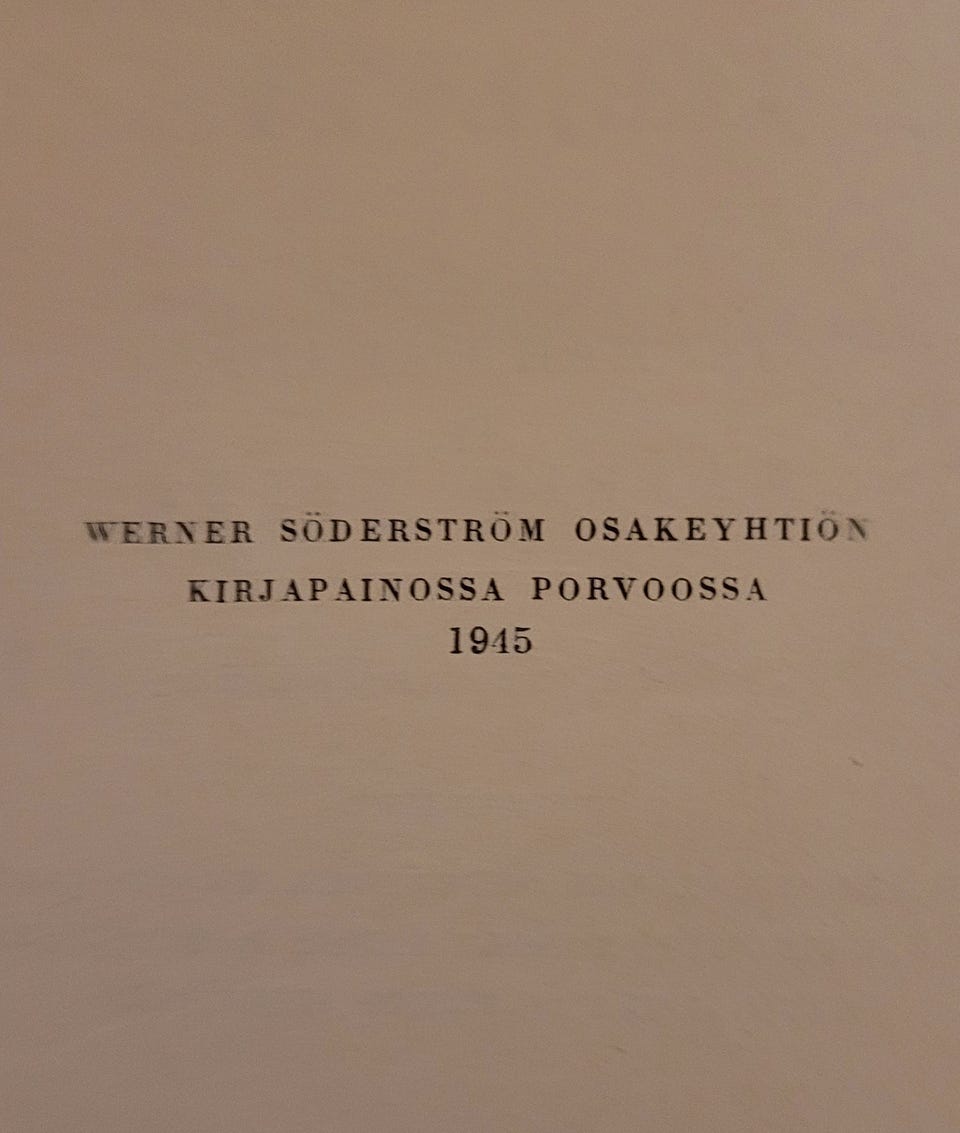 WERNER SÖDERSTRÖM OSAKEYHTIÖN
KIRJAPAINOSSA PORVOOSSA
1945